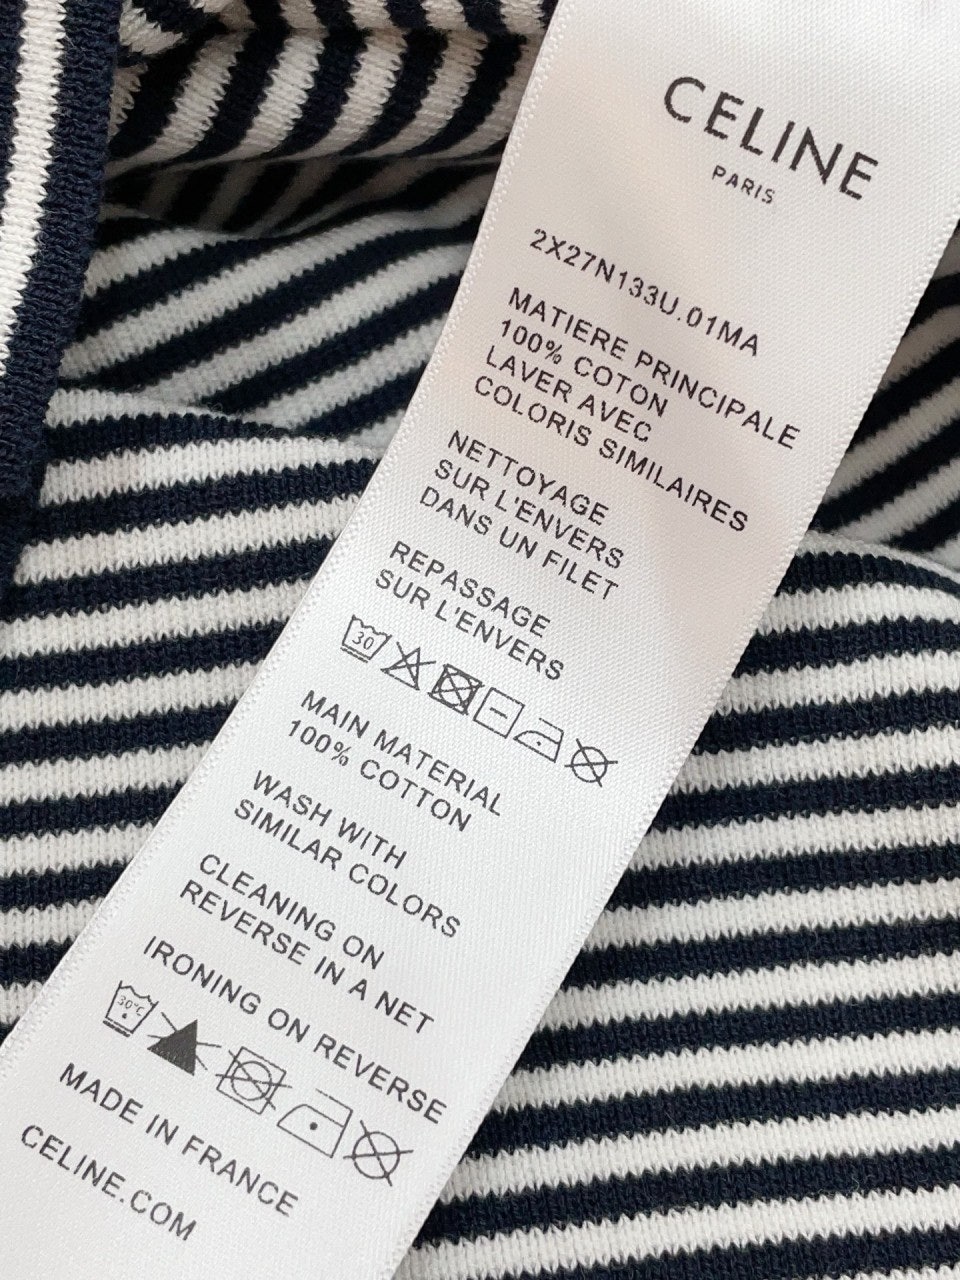 CELINE
PARIS
2X27N133U.01MA
MATIERE PRINCIPALE
100% COTON
LAVER AVEC
COLORIS SIMILAIRES
NETTOYAGE
SUR L'ENVERS
DANS UN FILET
REPASSAGE
SUR L'ENVERS
30
MAIN MATERIAL
100% COTTON
WASH WITH
SIMILAR COLORS
CLEANING ON
REVERSE IN A NET
IRONING ON REVERSE
30°C
MADE IN FRANCE
CELINE.COM